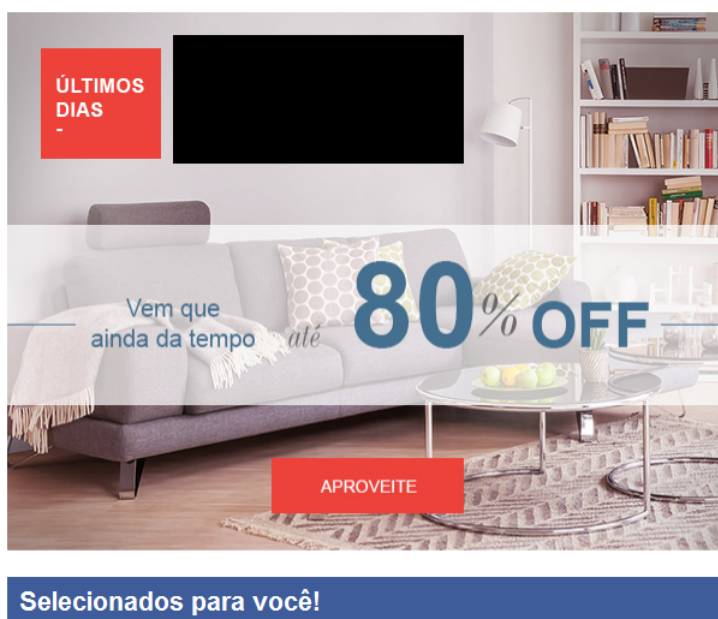 ÚLTIMOS
DIAS
-
Vem que
ainda da tempo
até
80% OFF
APROVEITE
Selecionados para você!